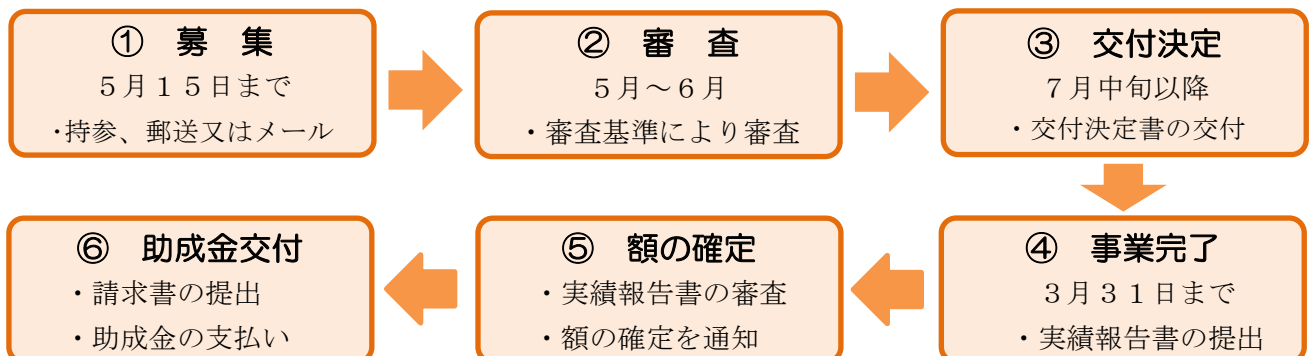 ① 募 集
５月１５日まで
・持参、郵送又はメール
② 審 査
５月～６月
・審査基準により審査
③ 交付決定
７月中旬以降
・交付決定書の交付
④ 事業完了
３月３１日まで
・実績報告書の提出
⑤ 額の確定
・実績報告書の審査
・額の確定を通知
⑥ 助成金交付
・請求書の提出
・助成金の支払い